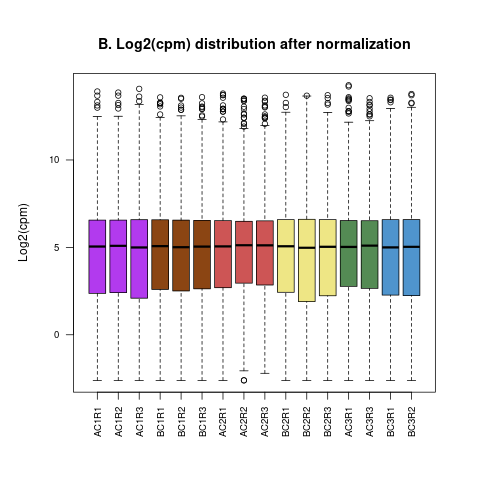 B. Log2(cpm) distribution after normalization
Log2(cpm)
10
5
0
AC1R1
AC1R2
AC1R3
BC1R1
BC1R2
BC1R3
AC2R1
AC2R2
AC2R3
BC2R1
BC2R2
BC2R3
AC3R1
AC3R3
BC3R1
BC3R2